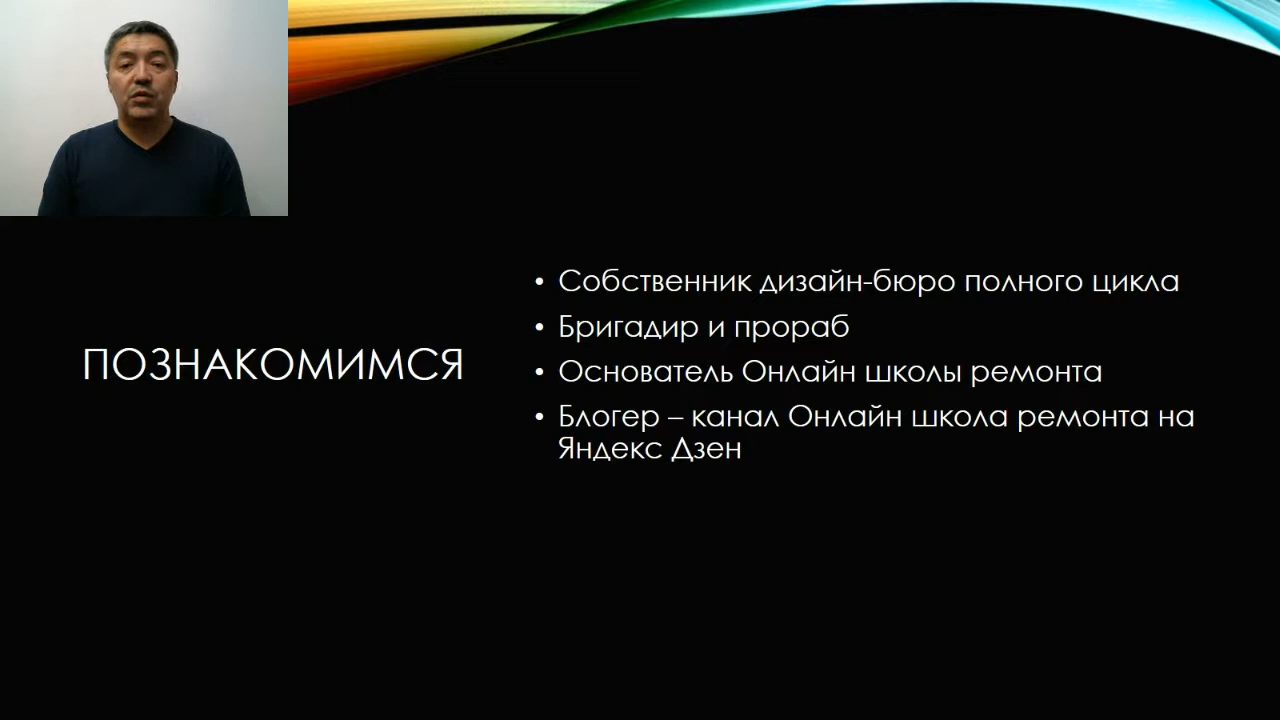 ПОЗНАКОМИМСЯ
• Собственник дизайн-бюро полного цикла
• Бригадир и прораб
• Основатель Онлайн школы ремонта
• Блогер – канал Онлайн школа ремонта на
Яндекс Дзен